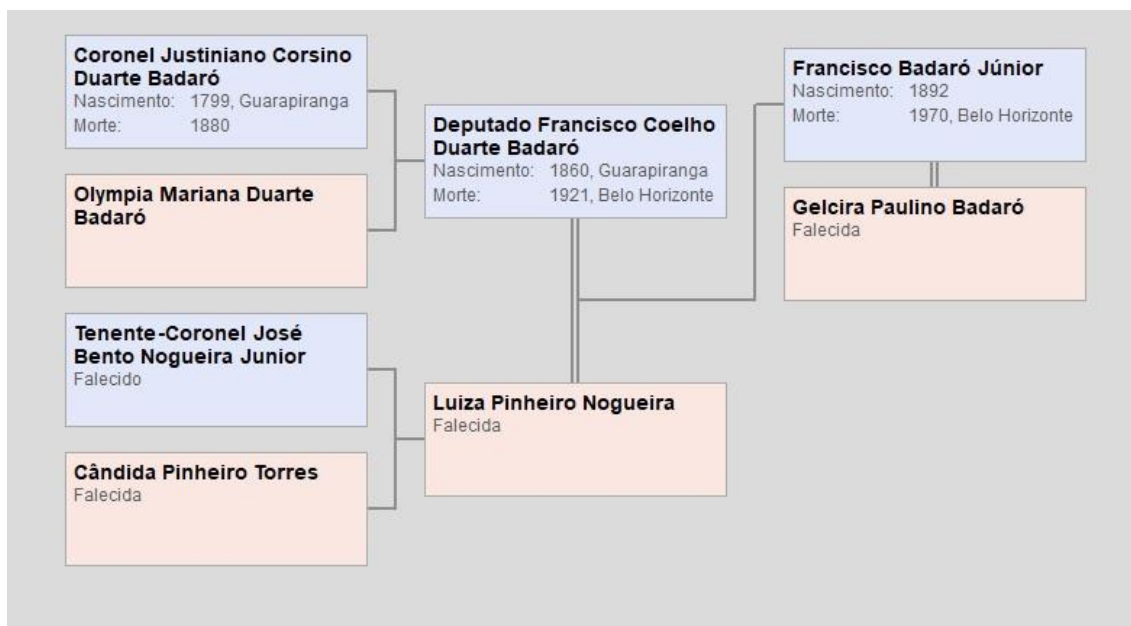 Coronel Justiniano Corsino
Duarte Badaró
Nascimento: 1799, Guarapiranga
Morte: 1880
Olympia Mariana Duarte
Badaró
Tenente-Coronel José
Bento Nogueira Junior
Falecido
Cândida Pinheiro Torres
Falecida
Deputado Francisco Coelho
Duarte Badaró
Nascimento: 1860, Guarapiranga
Morte: 1921, Belo Horizonte
Luiza Pinheiro Nogueira
Falecida
Francisco Badaró Júnior
Nascimento: 1892
Morte: 1970, Belo Horizonte
Gelcira Paulino Badaró
Falecida